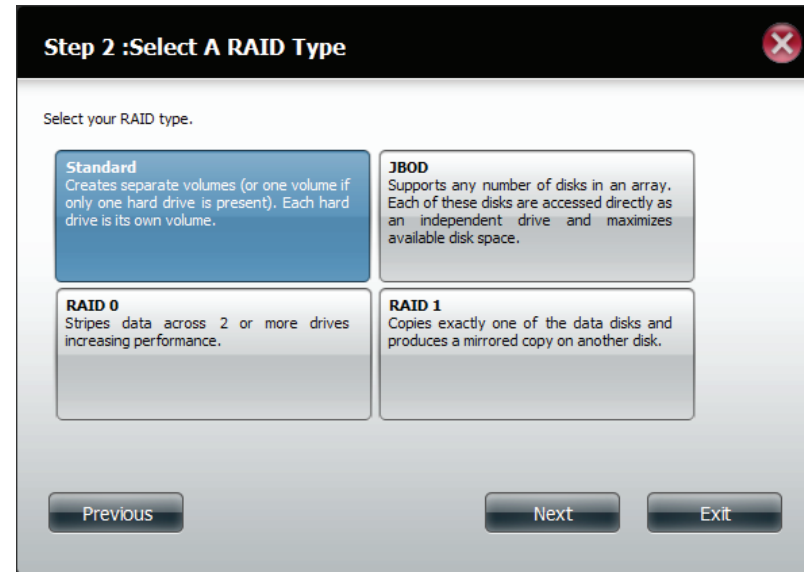 Step 2 :Select A RAID Type
Select your RAID type.
Standard
Creates separate volumes (or one volume if
only one hard drive is present). Each hard
drive is its own volume.
JBOD
Supports any number of disks in an array.
Each of these disks are accessed directly as
an independent drive and maximizes
available disk space.
RAID 0
Stripes data across 2 or more drives
increasing performance.
RAID 1
Copies exactly one of the data disks and
produces a mirrored copy on another disk.
Previous
Next
Exit